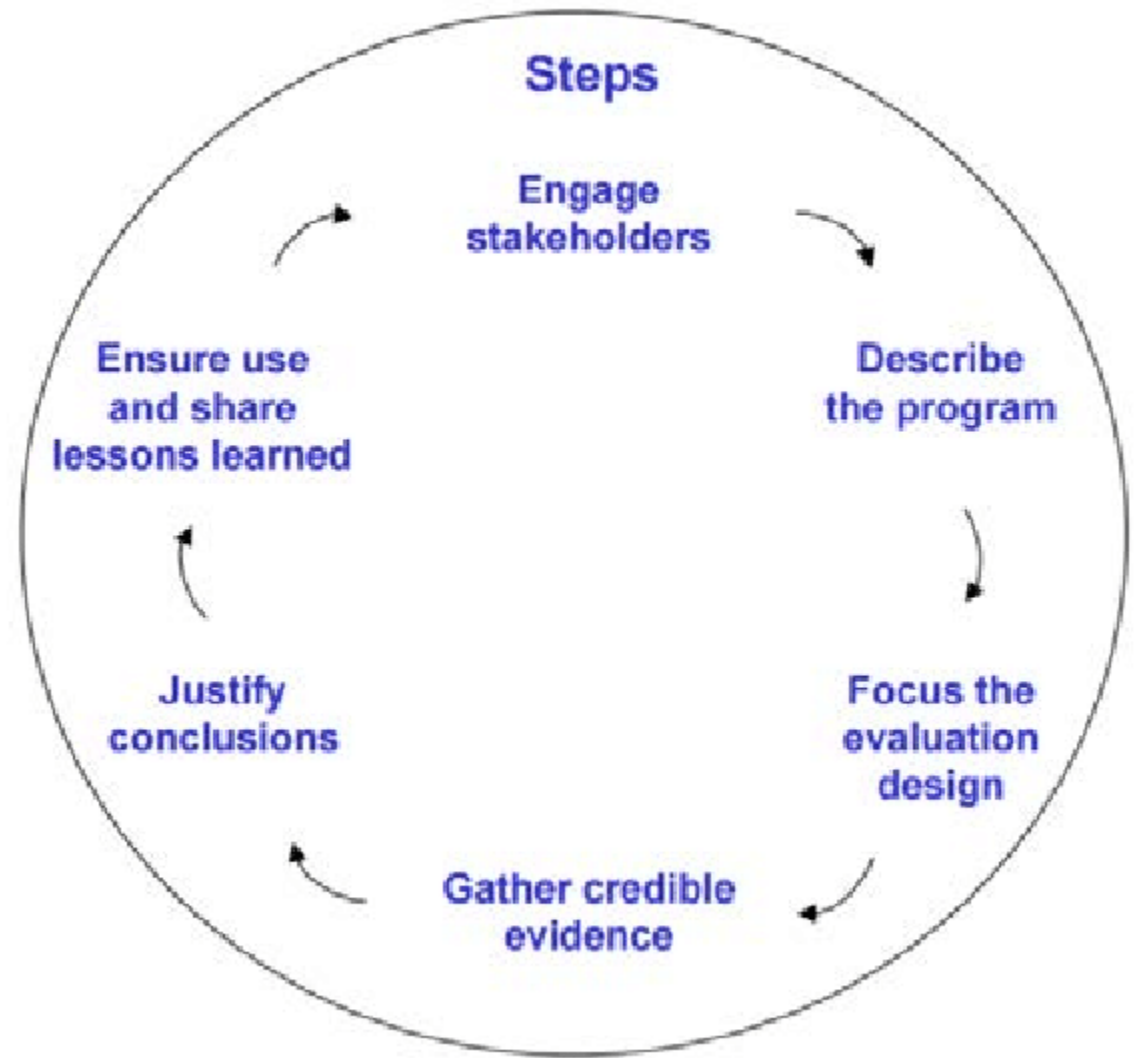 Steps
Engage
stakeholders
Describe
the program
Focus the
evaluation
design
Gather credible
evidence
Justify
conclusions
Ensure use
and share
lessons learned